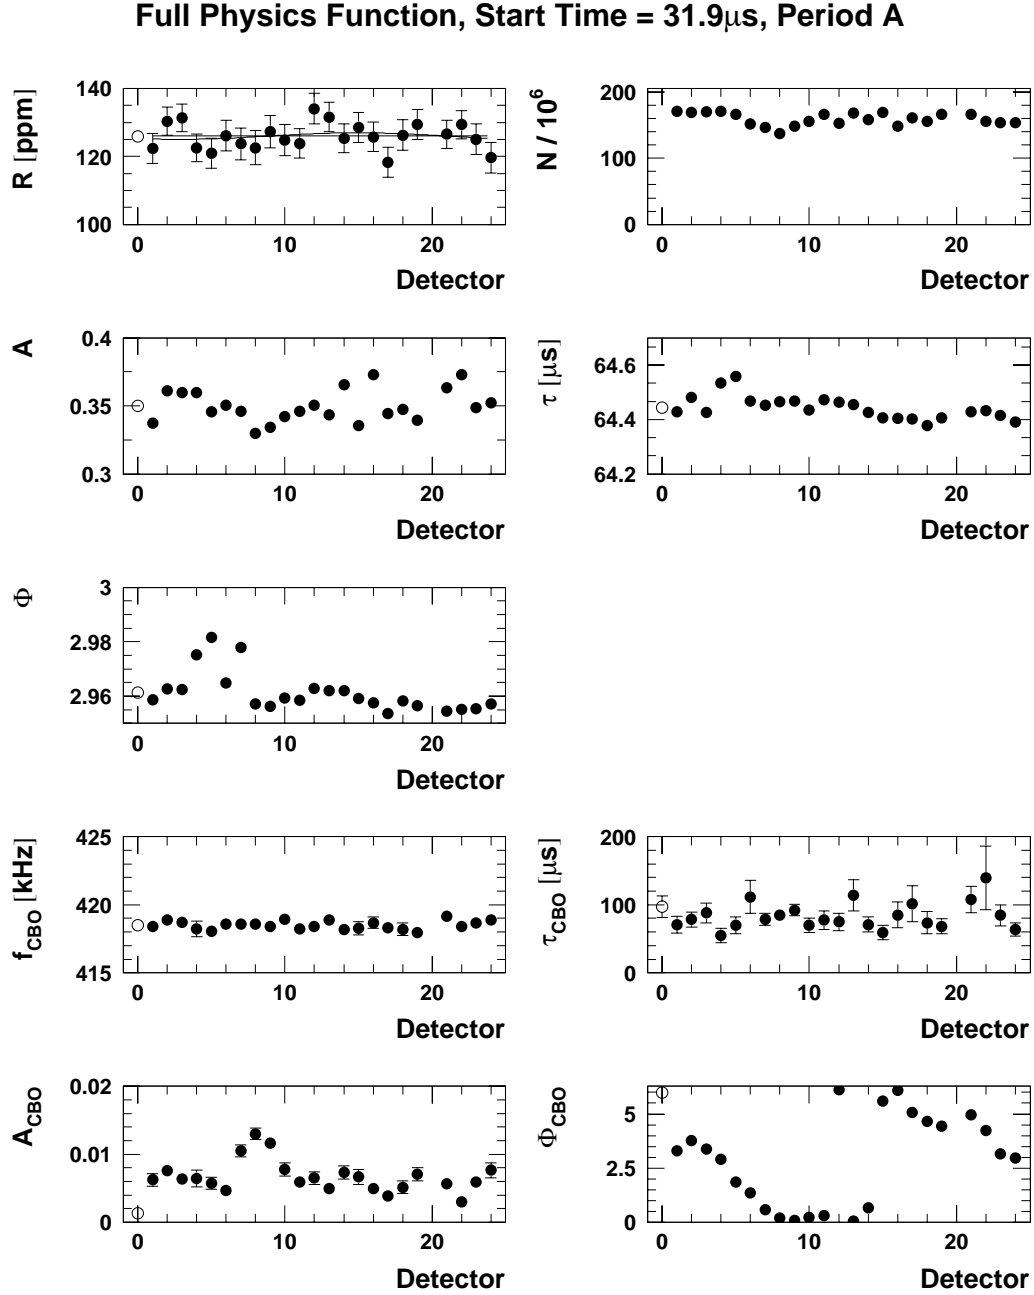 Full Physics Function, Start Time = 31.9μs, Period A
R [ppm]
140
120
100
0
10
20
Detector
N / 10⁶
200
100
0
0
10
20
Detector
A
0.4
0.35
0.3
0
10
20
Detector
τ [μs]
64.6
64.4
64.2
0
10
20
Detector
Φ
3
2.98
2.96
0
10
20
Detector
f_CBO [kHz]
425
420
415
0
10
20
Detector
τ_CBO [μs]
200
100
0
0
10
20
Detector
A_CBO
0.02
0.01
0
0
10
20
Detector
Φ_CBO
5
2.5
0
0
10
20
Detector